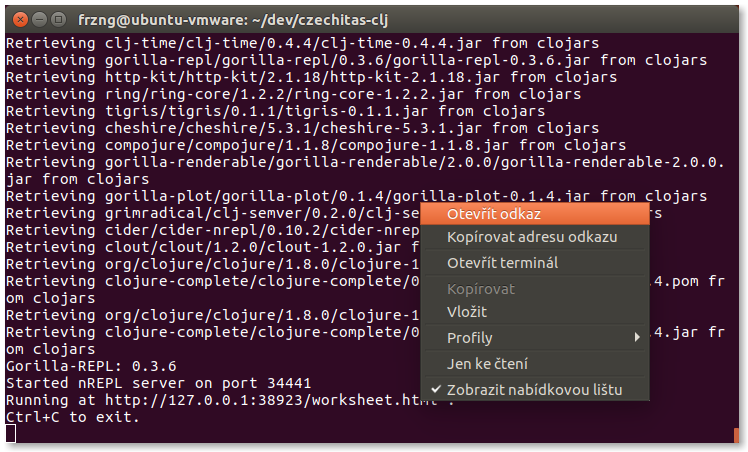 frzng@ubuntu-vmware: ~/dev/czechitas-clj
Retrieving clj-time/clj-time/0.4.4/clj-time-0.4.4.jar from clojars
Retrieving gorilla-repl/gorilla-repl/0.3.6/gorilla-repl-0.3.6.jar from clojars
Retrieving http-kit/http-kit/2.1.18/http-kit-2.1.18.jar from clojars
Retrieving ring/ring-core/1.2.2/ring-core-1.2.2.jar from clojars
Retrieving tigris/tigris/0.1.1/tigris-0.1.1.jar from clojars
Retrieving cheshire/cheshire/5.3.1/cheshire-5.3.1.jar from clojars
Retrieving compojure/compojure/1.1.8/compojure-1.1.8.jar from clojars
Retrieving gorilla-renderable/gorilla-renderable/2.0.0/gorilla-renderable-2.0.0.
jar from clojars
Retrieving gorilla-plot/gorilla-plot/0.1.4/gorilla-plot-0.1.4.jar from clojars
Retrieving grimradical/clj-semver/0.2.0/clj-se rs
Retrieving cider/cider-nrepl/0.10.2/cider-nrep
Retrieving clout/clout/1.2.0/clout-1.2.0.jar f
Retrieving org/clojure/clojure/1.8.0/clojure-1
Retrieving clojure-complete/clojure-complete/0 4.pom fr
om clojars
Retrieving org/clojure/clojure/1.8.0/clojure-1
Retrieving clojure-complete/clojure-complete/0 4.jar fr
om clojars
Gorilla-REPL: 0.3.6
Started nREPL server on port 34441
Running at http://127.0.0.1:38923/worksheet.html .
Ctrl+C to exit.
Otevřít odkaz
Kopírovat adresu odkazu
Otevřít terminál
Kopírovat
Vložit
Profily
Jen ke čtení
Zobrazit nabídkovou lištu